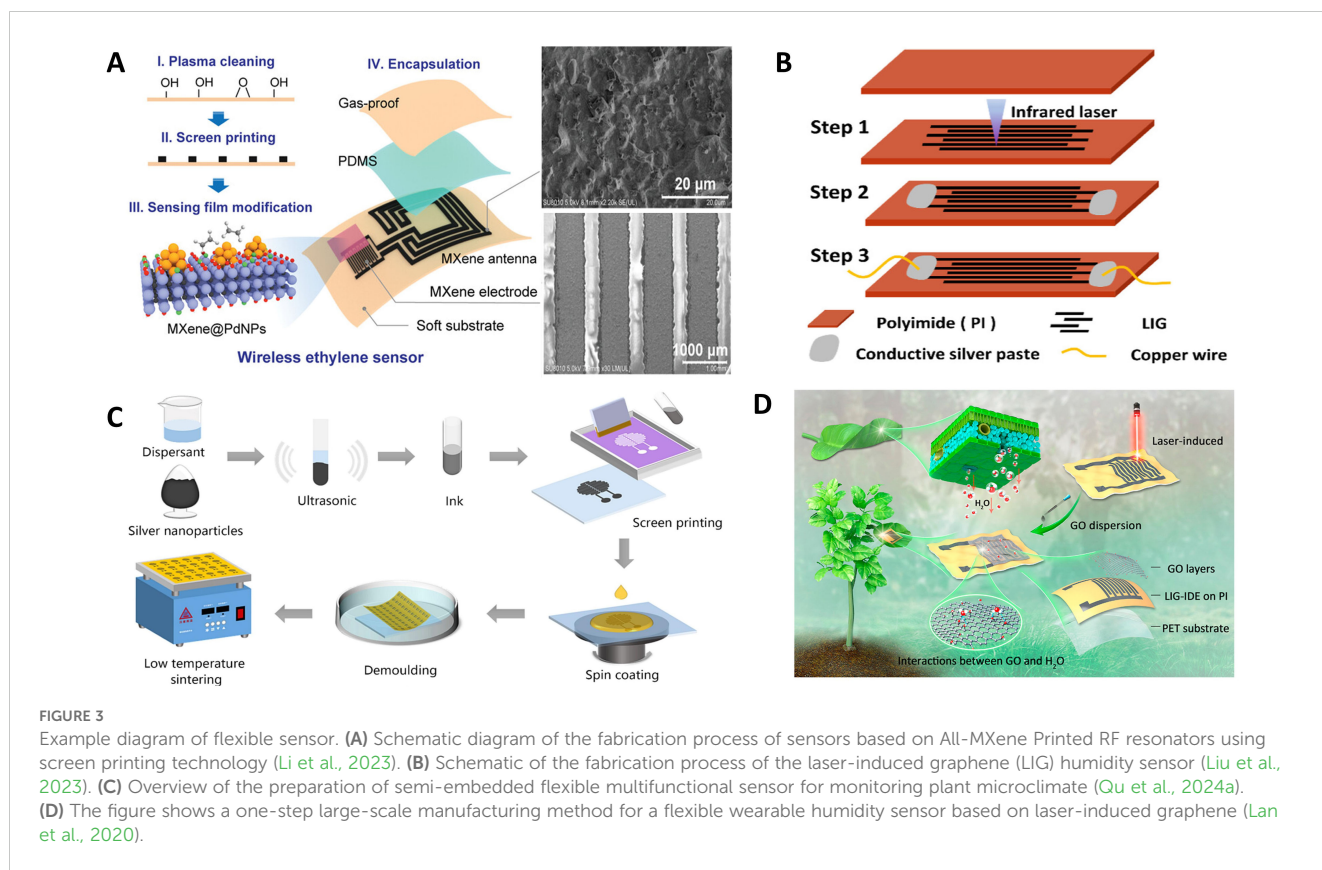 A
I. Plasma cleaning
OH OH O OH
II. Screen printing
III. Sensing film modification
MXene@PdNPs
IV. Encapsulation
Gas-proof
PDMS
MXene antenna
MXene electrode
Soft substrate
Wireless ethylene sensor
20 μm
1000 μm
1.00mm
B
Infrared laser
Step 1
Step 2
Step 3
Polyimide ( PI )
LIG
Conductive silver paste
Copper wire
C
Dispersant
Silver nanoparticles
Ultrasonic
Ink
Screen printing
Low temperature
sintering
Demoulding
Spin coating
D
Laser-induced
H2O
GO dispersion
GO layers
LIG-IDE on PI
PET substrate
Interactions between GO and H2O
FIGURE 3
Example diagram of flexible sensor. (A) Schematic diagram of the fabrication process of sensors based on All-MXene Printed RF resonators using
screen printing technology (Li et al., 2023). (B) Schematic of the fabrication process of the laser-induced graphene (LIG) humidity sensor (Liu et al.,
2023). (C) Overview of the preparation of semi-embedded flexible multifunctional sensor for monitoring plant microclimate (Qu et al., 2024a).
(D) The figure shows a one-step large-scale manufacturing method for a flexible wearable humidity sensor based on laser-induced graphene (Lan
et al., 2020).